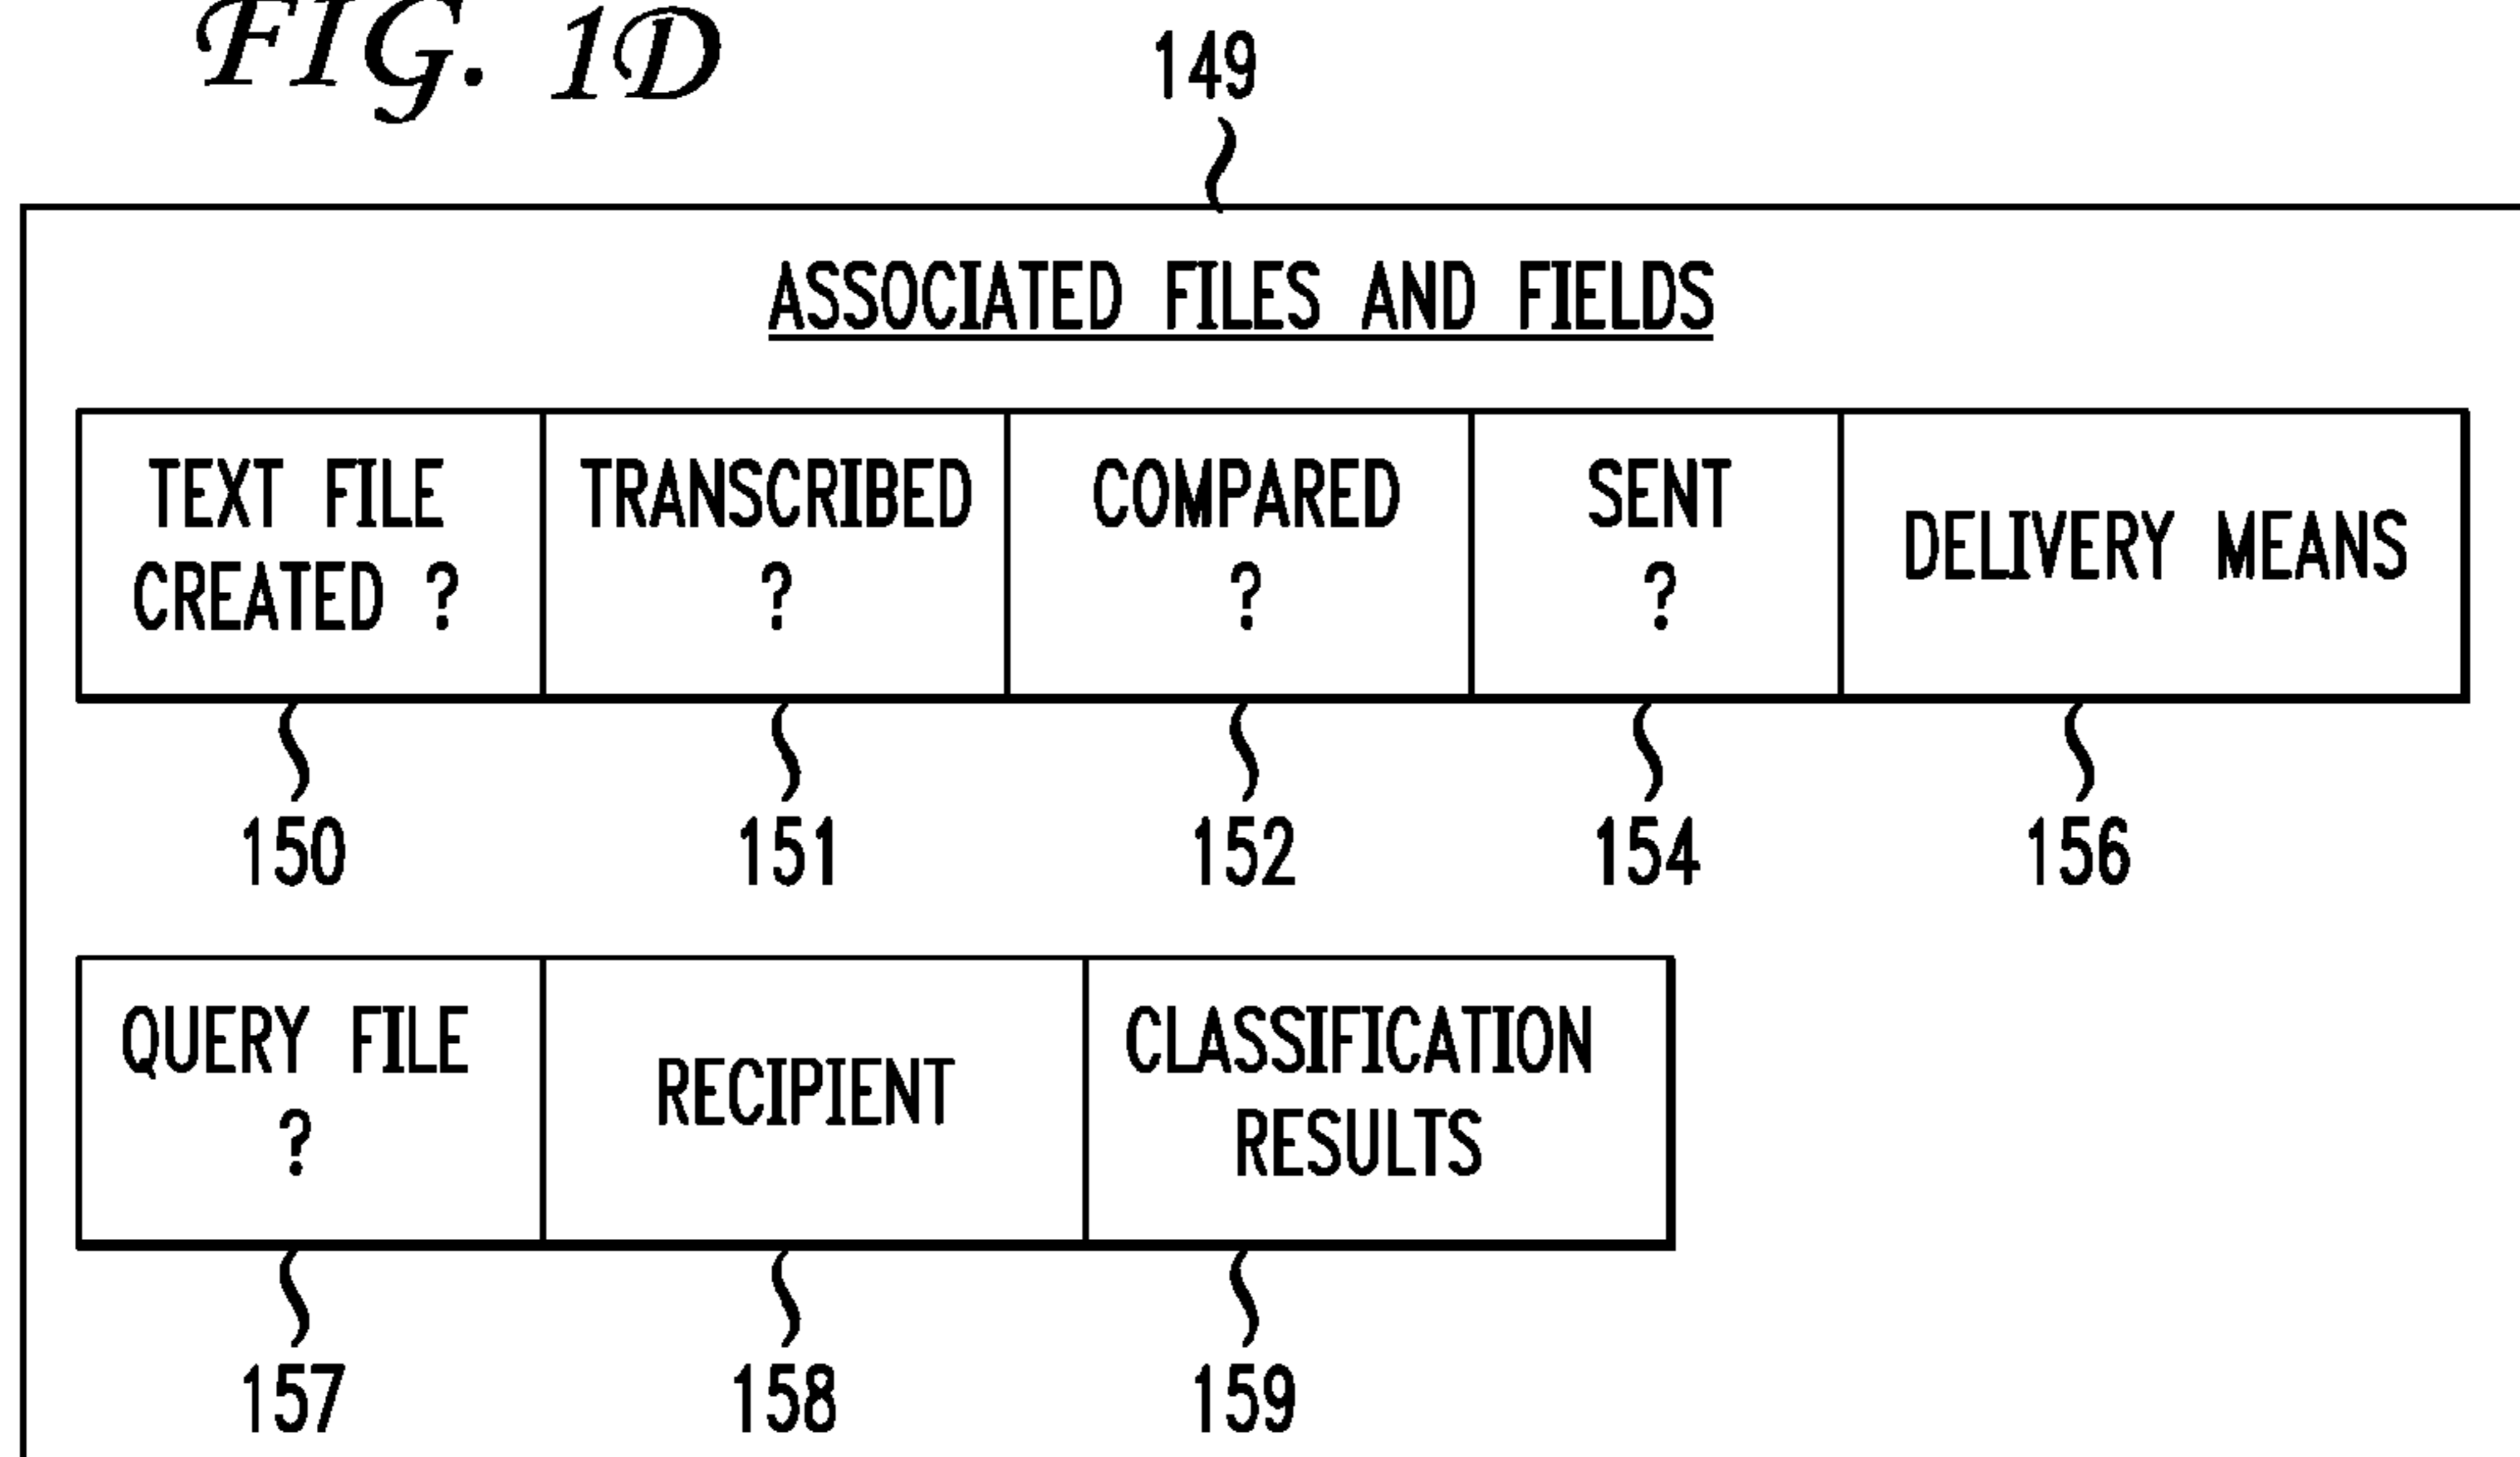 FIG. 1D
149
ASSOCIATED FILES AND FIELDS
TEXT FILE
CREATED ?
TRANSCRIBED
?
COMPARED
?
SENT
?
DELIVERY MEANS
150
151
152
154
156
QUERY FILE
?
RECIPIENT
CLASSIFICATION
RESULTS
157
158
159